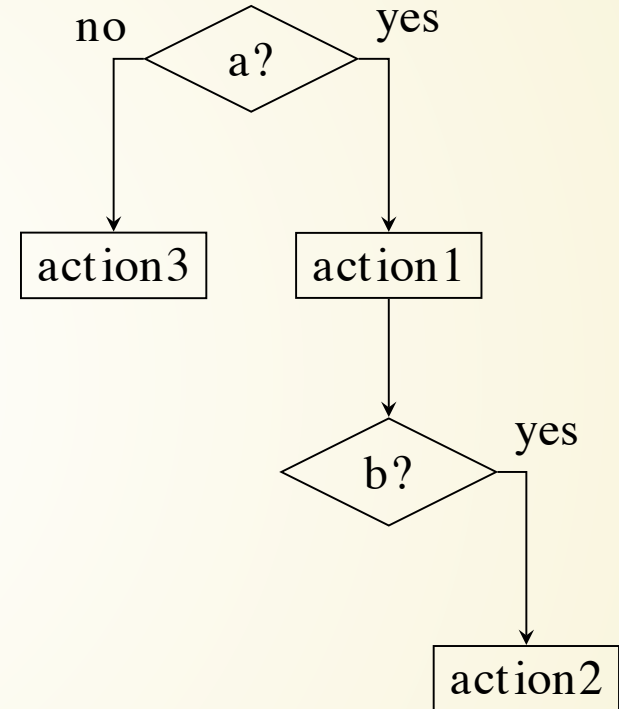 no
yes
a?
action3
action1
yes
b?
action2